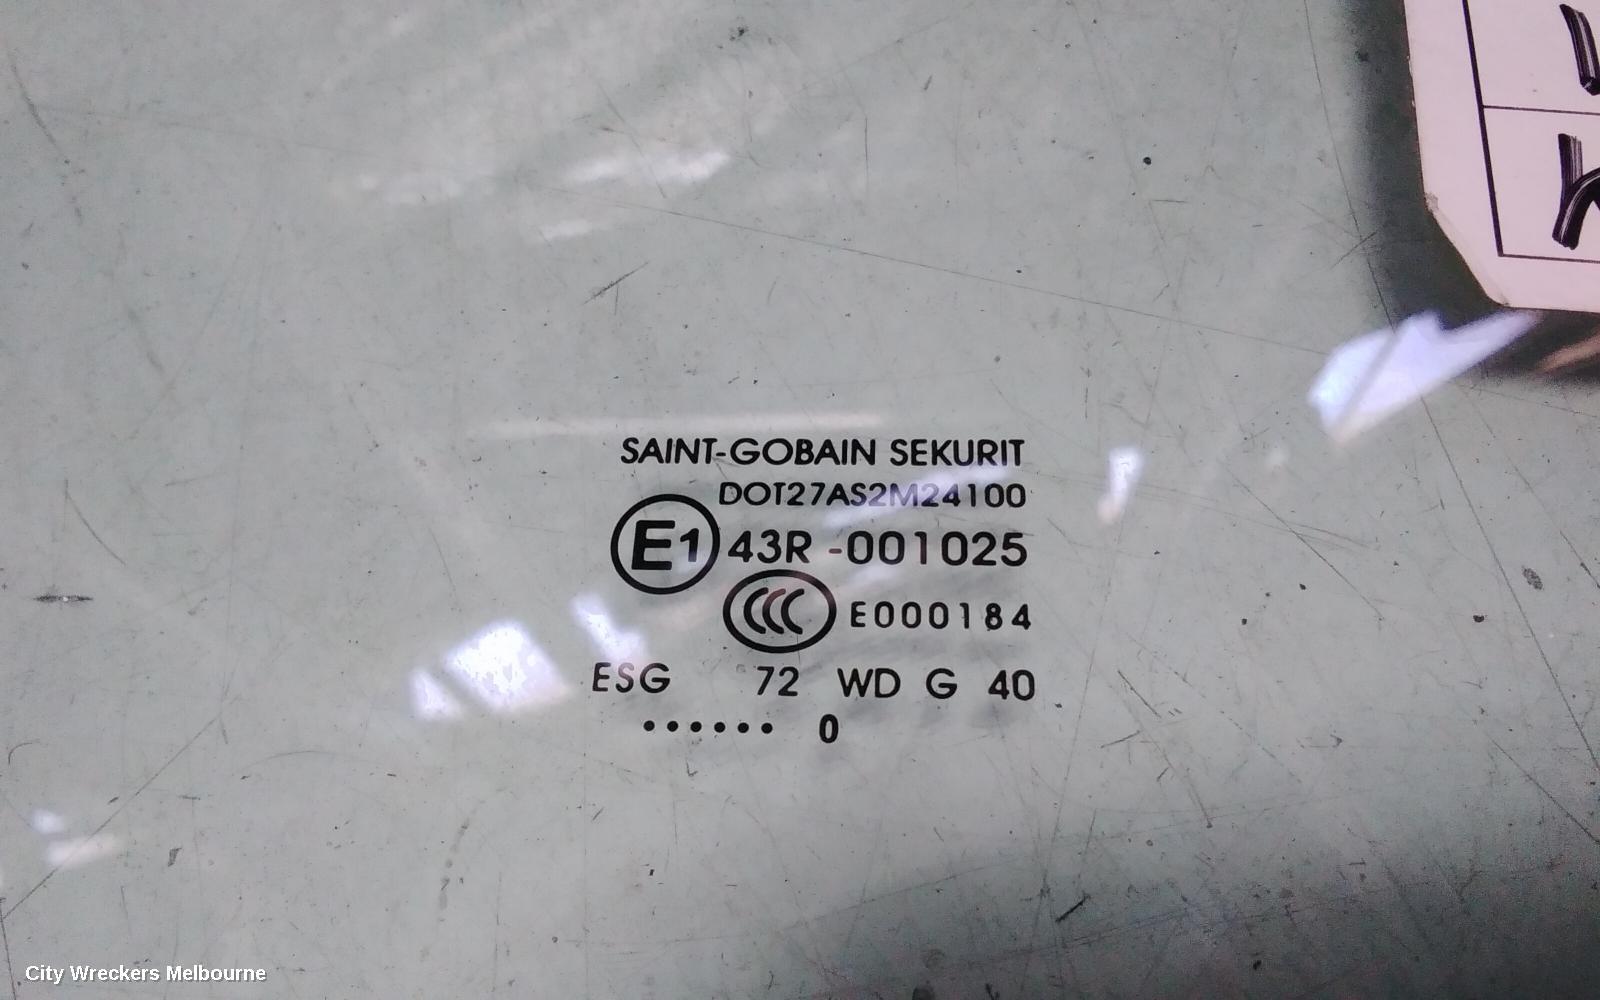 SAINT-GOBAIN SEKURIT
DOT27AS2M24100
E1 43R -001025
CCC E000184
ESG 72 WD G 40
...... 0
City Wreckers Melbourne